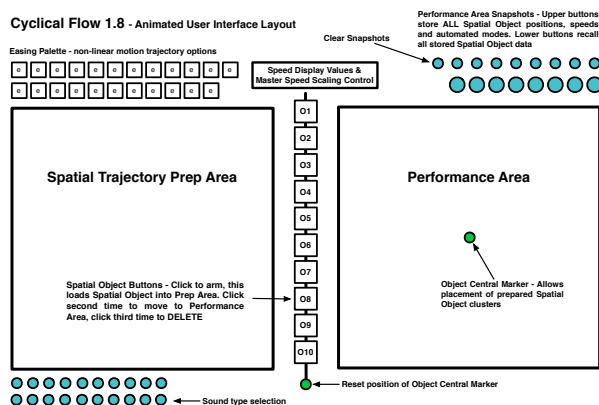 Cyclical Flow 1.8 - Animated User Interface Layout
Performance Area Snapshots - Upper buttons
store ALL Spatial Object positions, speeds
and automated modes. Lower buttons recall
all stored Spatial Object data
Clear Snapshots
Easing Palette - non-linear motion trajectory options
e e e e e e e e e e e
e e e e e e e e e e
Speed Display Values &
Master Speed Scaling Control
O1
O2
O3
O4
O5
O6
O7
O8
O9
O10
Spatial Trajectory Prep Area
Performance Area
Spatial Object Buttons - Click to arm, this
loads Spatial Object into Prep Area. Click
second time to move to Performance
Area, click third time to DELETE
Object Central Marker - Allows
placement of prepared Spatial
Object clusters
Reset position of Object Central Marker
Sound type selection